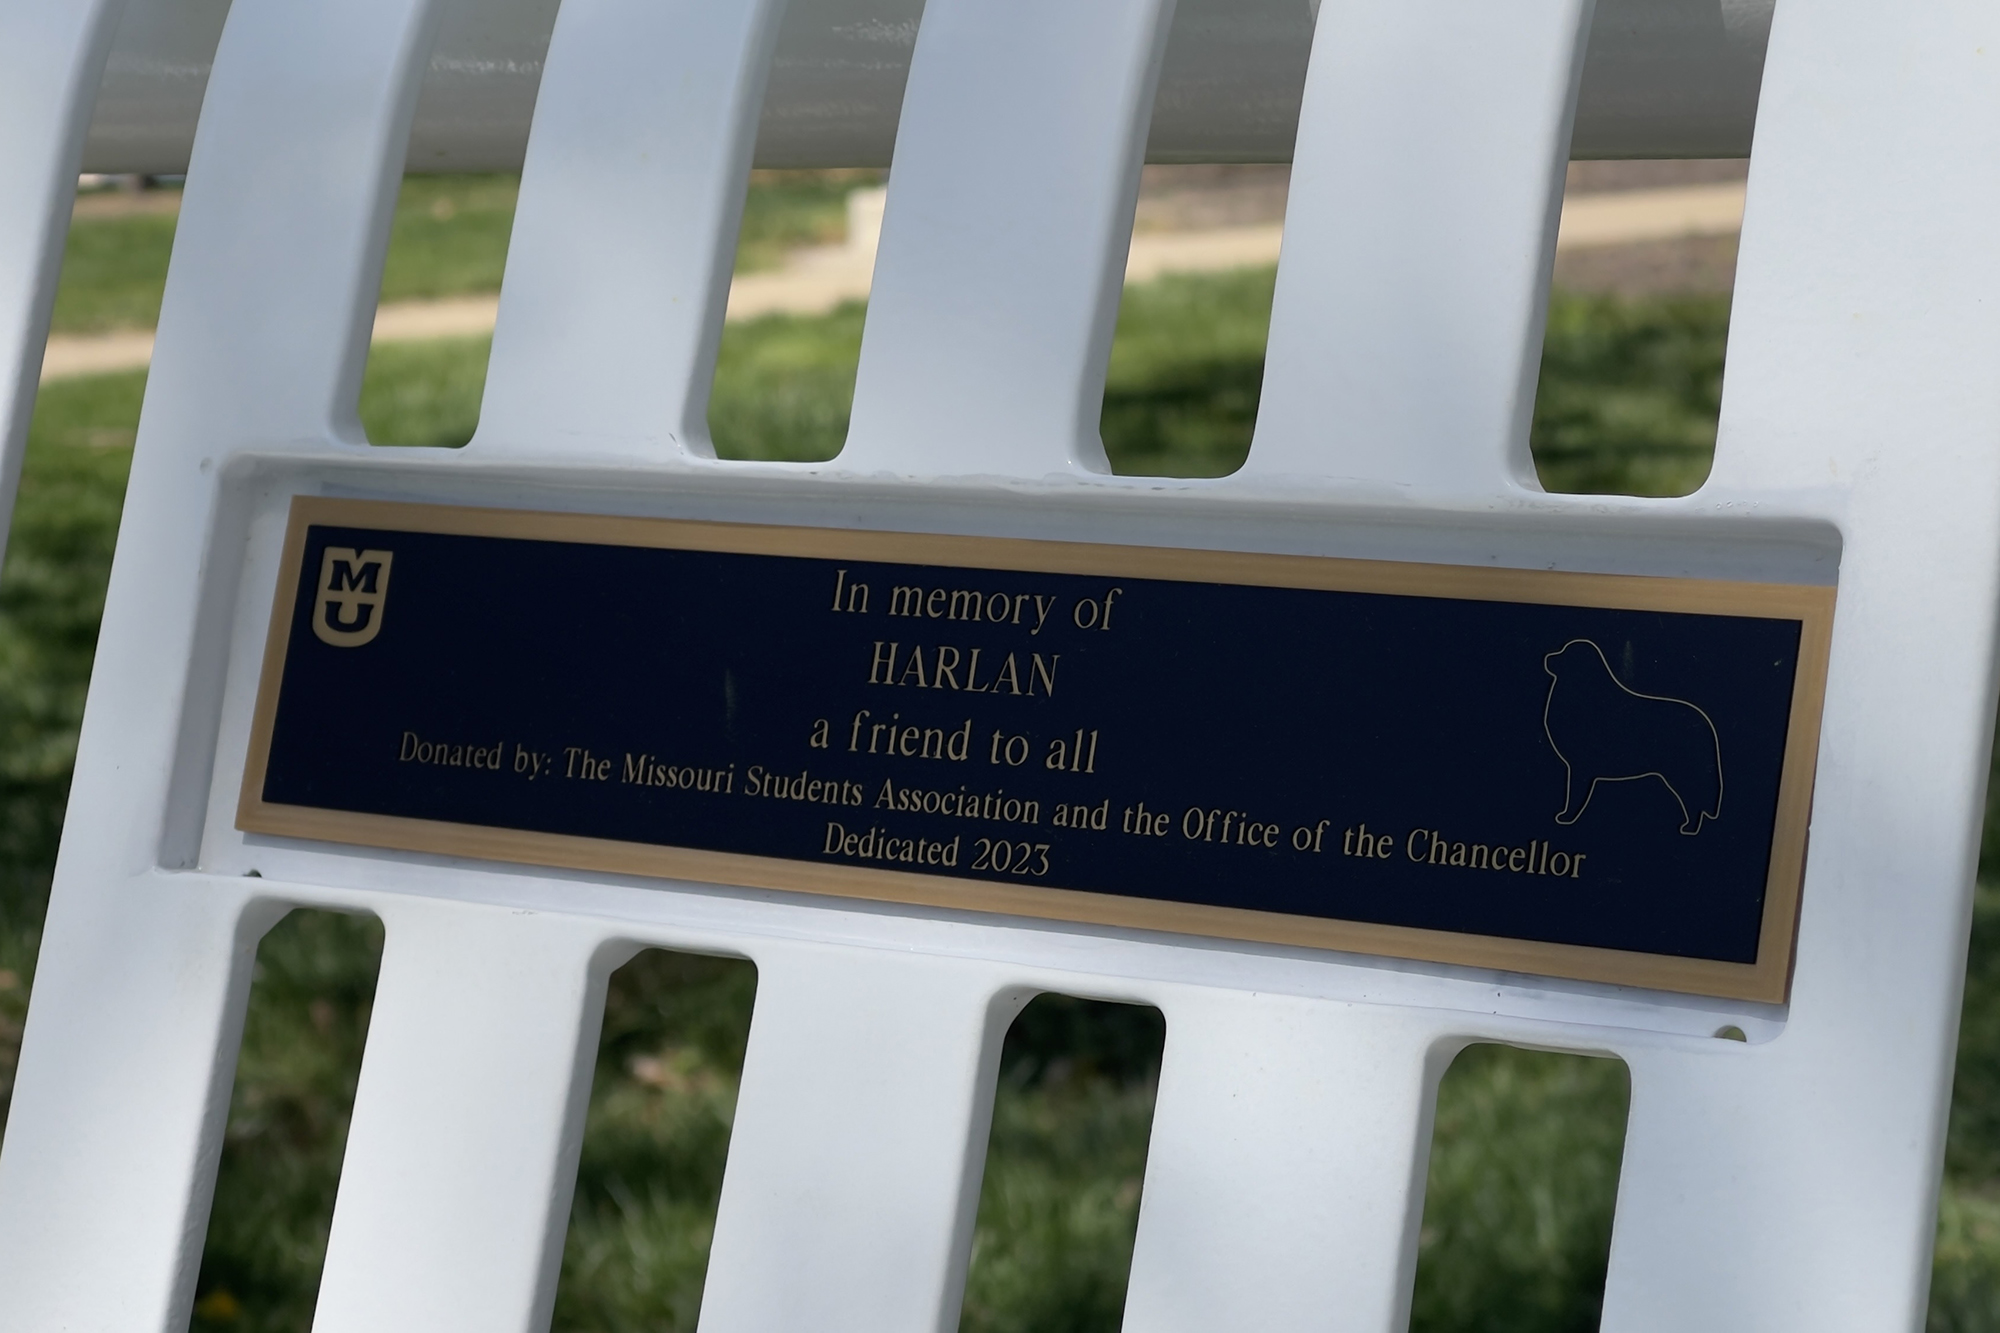 MU
In memory of
HARLAN
a friend to all
Donated by: The Missouri Students Association and the Office of the Chancellor
Dedicated 2023